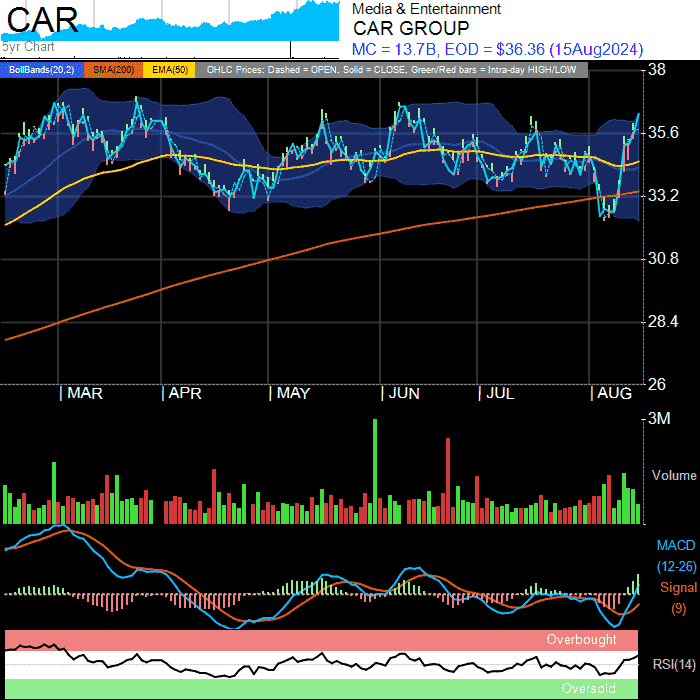 CAR
5yr Chart
Media & Entertainment
CAR GROUP
MC = 13.7B, EOD = $36.36 (15Aug2024)
BollBands(20,2) SMA(200) EMA(50) OHLC Prices: Dashed = OPEN, Solid = CLOSE, Green/Red bars = Intra-day HIGH/LOW
38
35.6
33.2
30.8
28.4
26
MAR APR MAY JUN JUL AUG
3M
Volume
MACD
(12-26)
Signal
(9)
Overbought
RSI(14)
Oversold